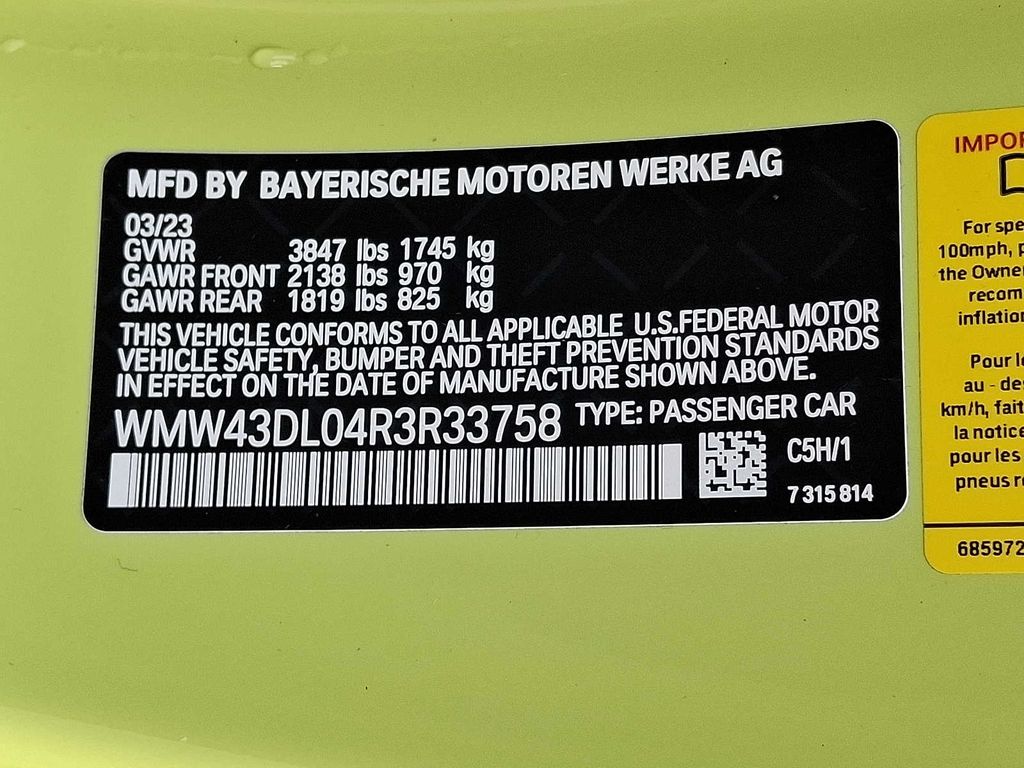 MFD BY BAYERISCHE MOTOREN WERKE AG
03/23
GVWR 3847 lbs 1745 kg
GAWR FRONT 2138 lbs 970 kg
GAWR REAR 1819 lbs 825 kg
THIS VEHICLE CONFORMS TO ALL APPLICABLE U.S.FEDERAL MOTOR
VEHICLE SAFETY, BUMPER AND THEFT PREVENTION STANDARDS
IN EFFECT ON THE DATE OF MANUFACTURE SHOWN ABOVE.
WMW43DL04R3R33758 TYPE: PASSENGER CAR
C5H/1
7 315 814
IMPOR
For spe
100mph, p
the Owner
recom
inflation
Pour le
au - des
km/h, fait
la notice
pour les
pneus re
685972